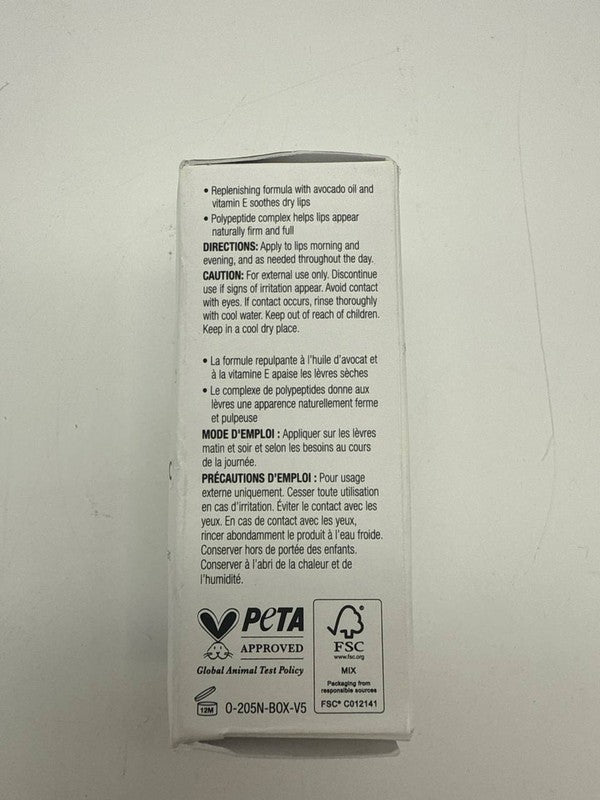 • Replenishing formula with avocado oil and
vitamin E soothes dry lips
• Polypeptide complex helps lips appear
naturally firm and full
DIRECTIONS: Apply to lips morning and
evening, and as needed throughout the day.
CAUTION: For external use only. Discontinue
use if signs of irritation appear. Avoid contact
with eyes. If contact occurs, rinse thoroughly
with cool water. Keep out of reach of children.
Keep in a cool dry place.
• La formule repulpante à l'huile d'avocat et
à la vitamine E apaise les lèvres sèches
• Le complexe de polypeptides donne aux
lèvres une apparence naturellement ferme
et pulpeuse
MODE D'EMPLOI : Appliquer sur les lèvres
matin et soir et selon les besoins au cours
de la journée.
PRÉCAUTIONS D'EMPLOI : Pour usage
externe uniquement. Cesser toute utilisation
en cas d'irritation. Éviter le contact avec les
yeux. En cas de contact avec les yeux,
rincer abondamment le produit à l'eau froide.
Conserver hors de portée des enfants.
Conserver à l'abri de la chaleur et de
l'humidité.
PeTA
APPROVED
Global Animal Test Policy
FSC
www.fsc.org
MIX
Packaging from
responsible sources
FSC® C012141
12M
O-205N-BOX-V5